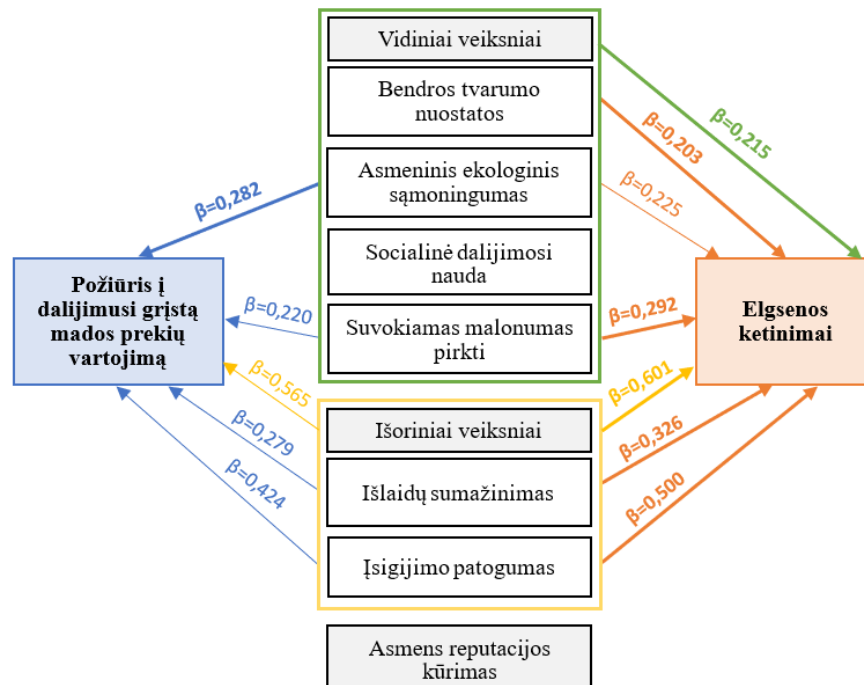 Vidiniai veiksniai
Bendros tvarumo
nuostatos
Asmeninis ekologinis
sąmoningumas
Socialinė dalijimosi
nauda
Suvokiamas malonumas
pirkti
β=0,282
β=0,220
β=0,565
β=0,279
β=0,424
Požiūris į
dalijimusi grįstą
mados prekių
vartojimą
β=0,215
β=0,203
β=0,225
β=0,292
β=0,601
β=0,326
β=0,500
Elgsenos
ketinimai
Išoriniai veiksniai
Išlaidų sumažinimas
Įsigijimo patogumas
Asmens reputacijos
kūrimas